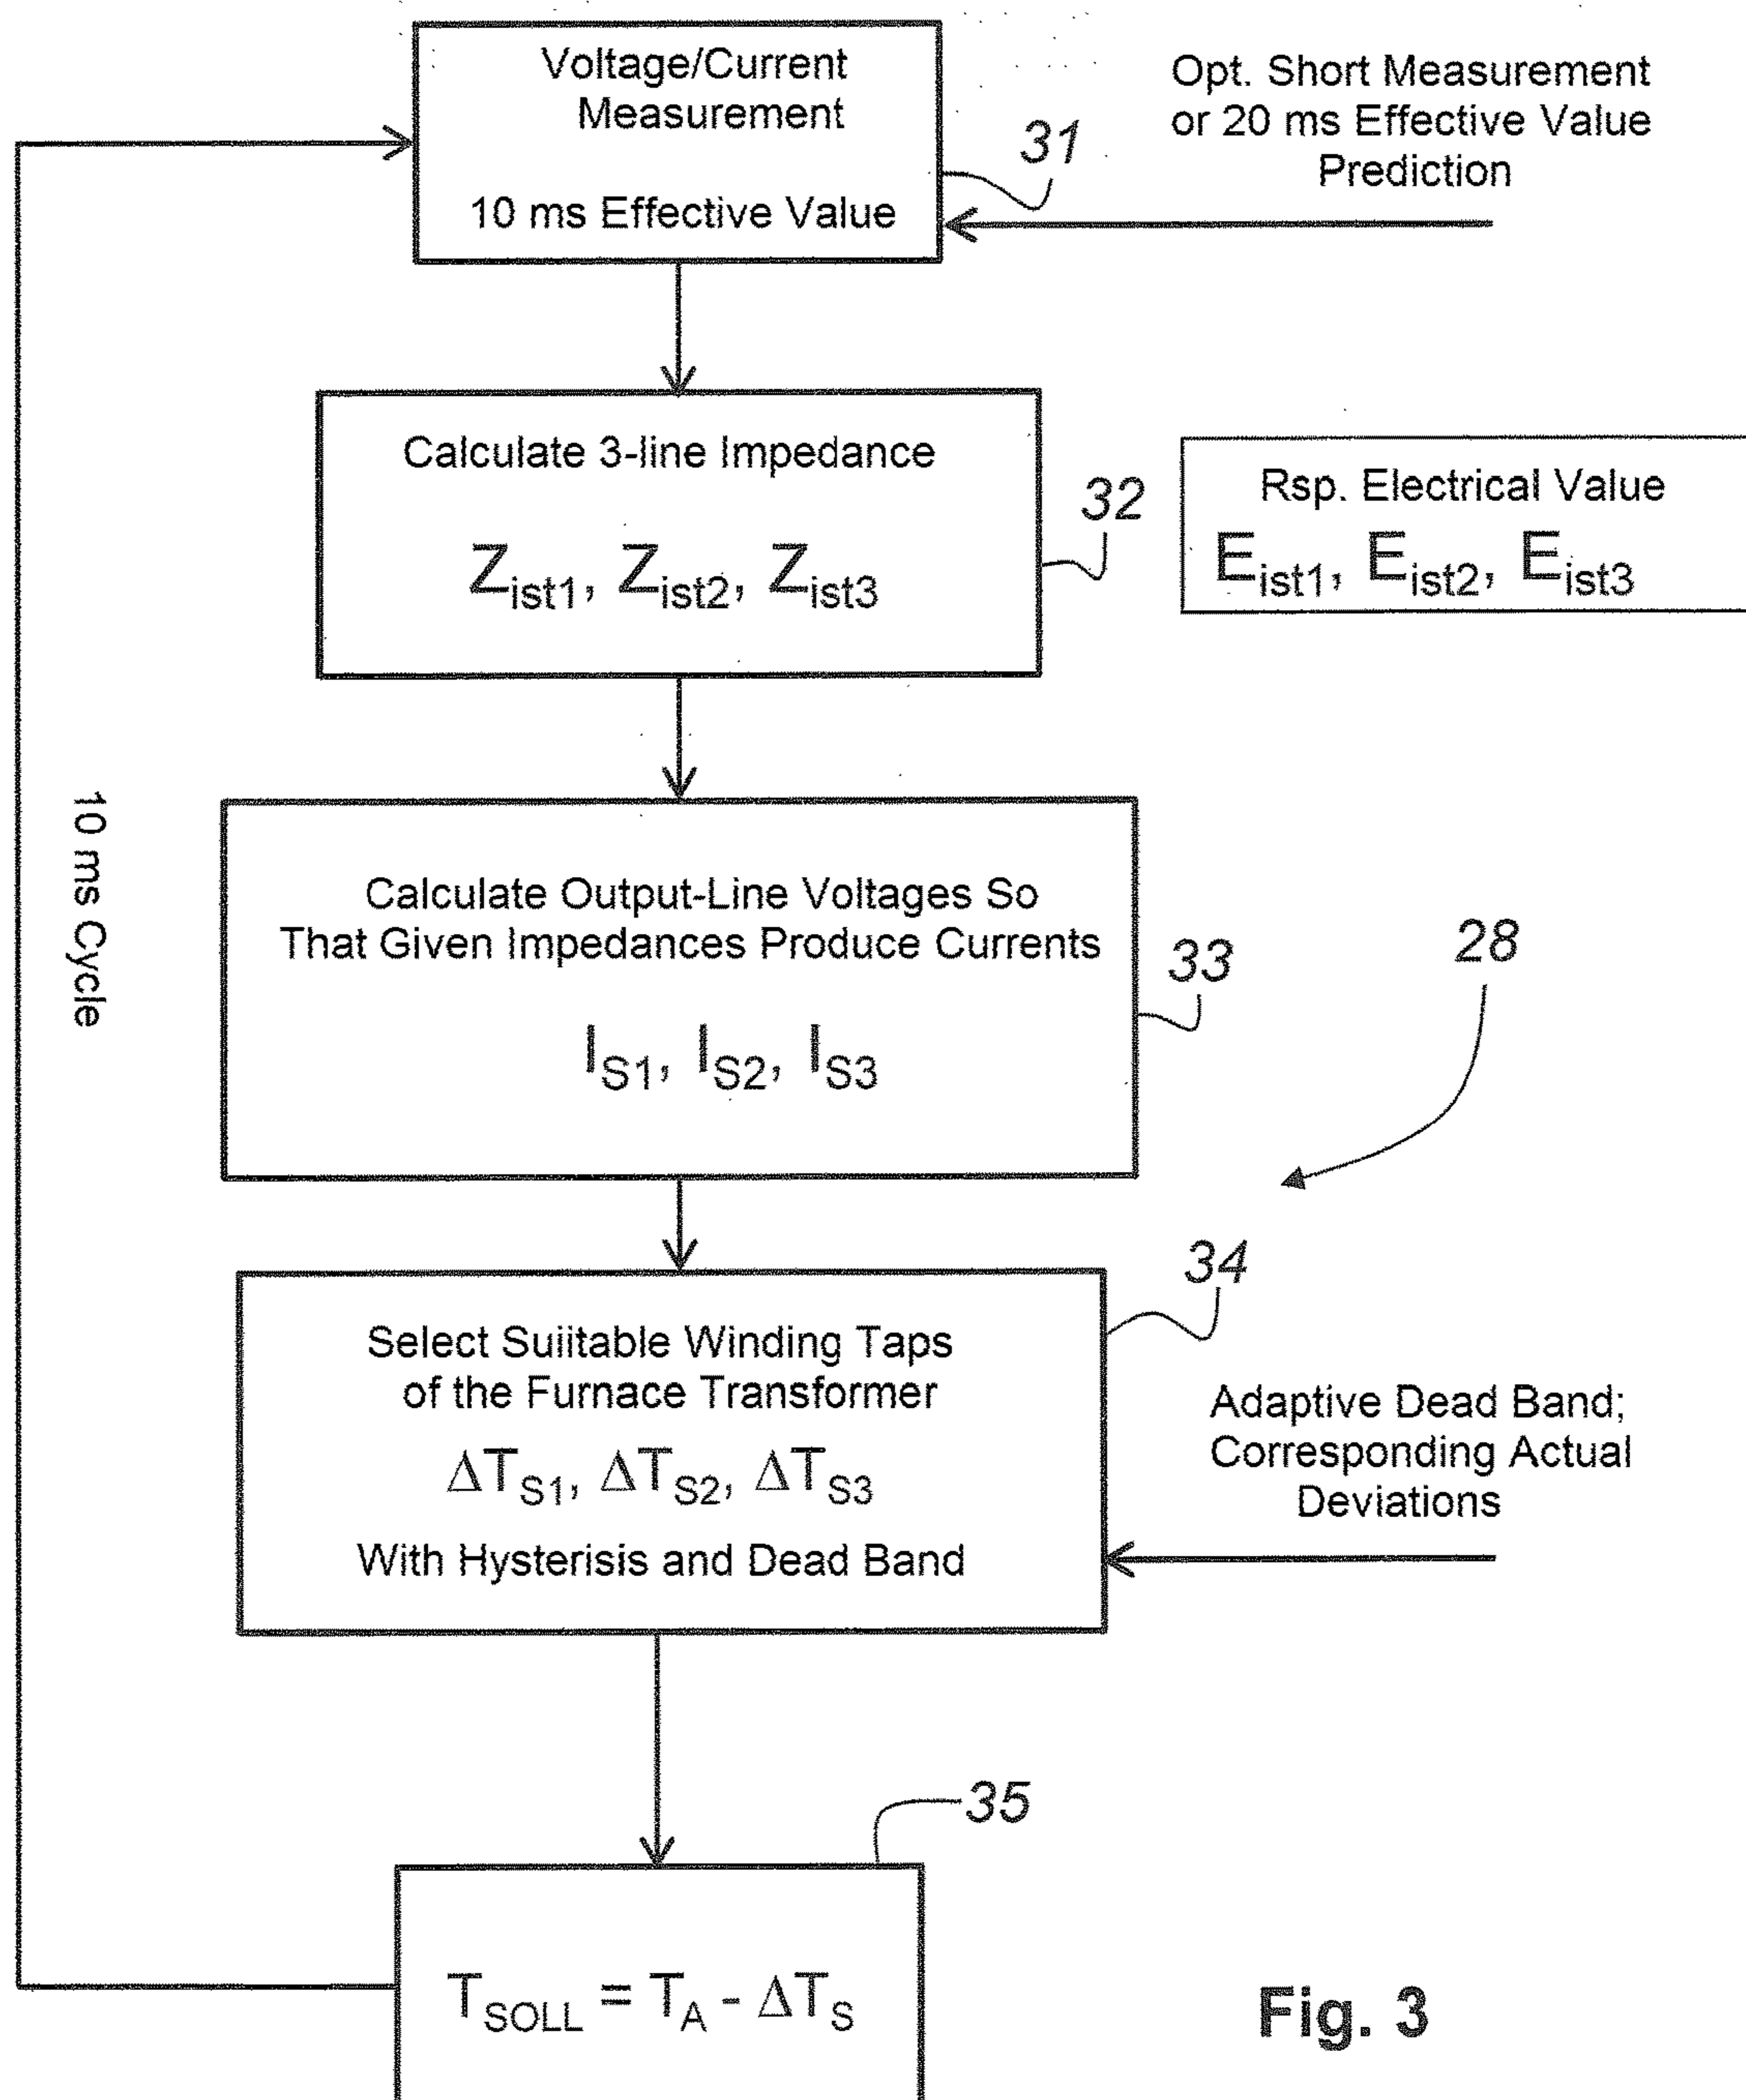 Voltage/Current
Measurement
10 ms Effective Value
31
Opt. Short Measurement
or 20 ms Effective Value
Prediction
Calculate 3-line Impedance
Zist1, Zist2, Zist3
32
Rsp. Electrical Value
Eist1, Eist2, Eist3
10 ms Cycle
Calculate Output-Line Voltages So
That Given Impedances Produce Currents
IS1, IS2, IS3
33
28
34
Select Suiitable Winding Taps
of the Furnace Transformer
ΔTS1, ΔTS2, ΔTS3
With Hysterisis and Dead Band
Adaptive Dead Band;
Corresponding Actual
Deviations
35
TSOLL = TA - ΔTS
Fig. 3